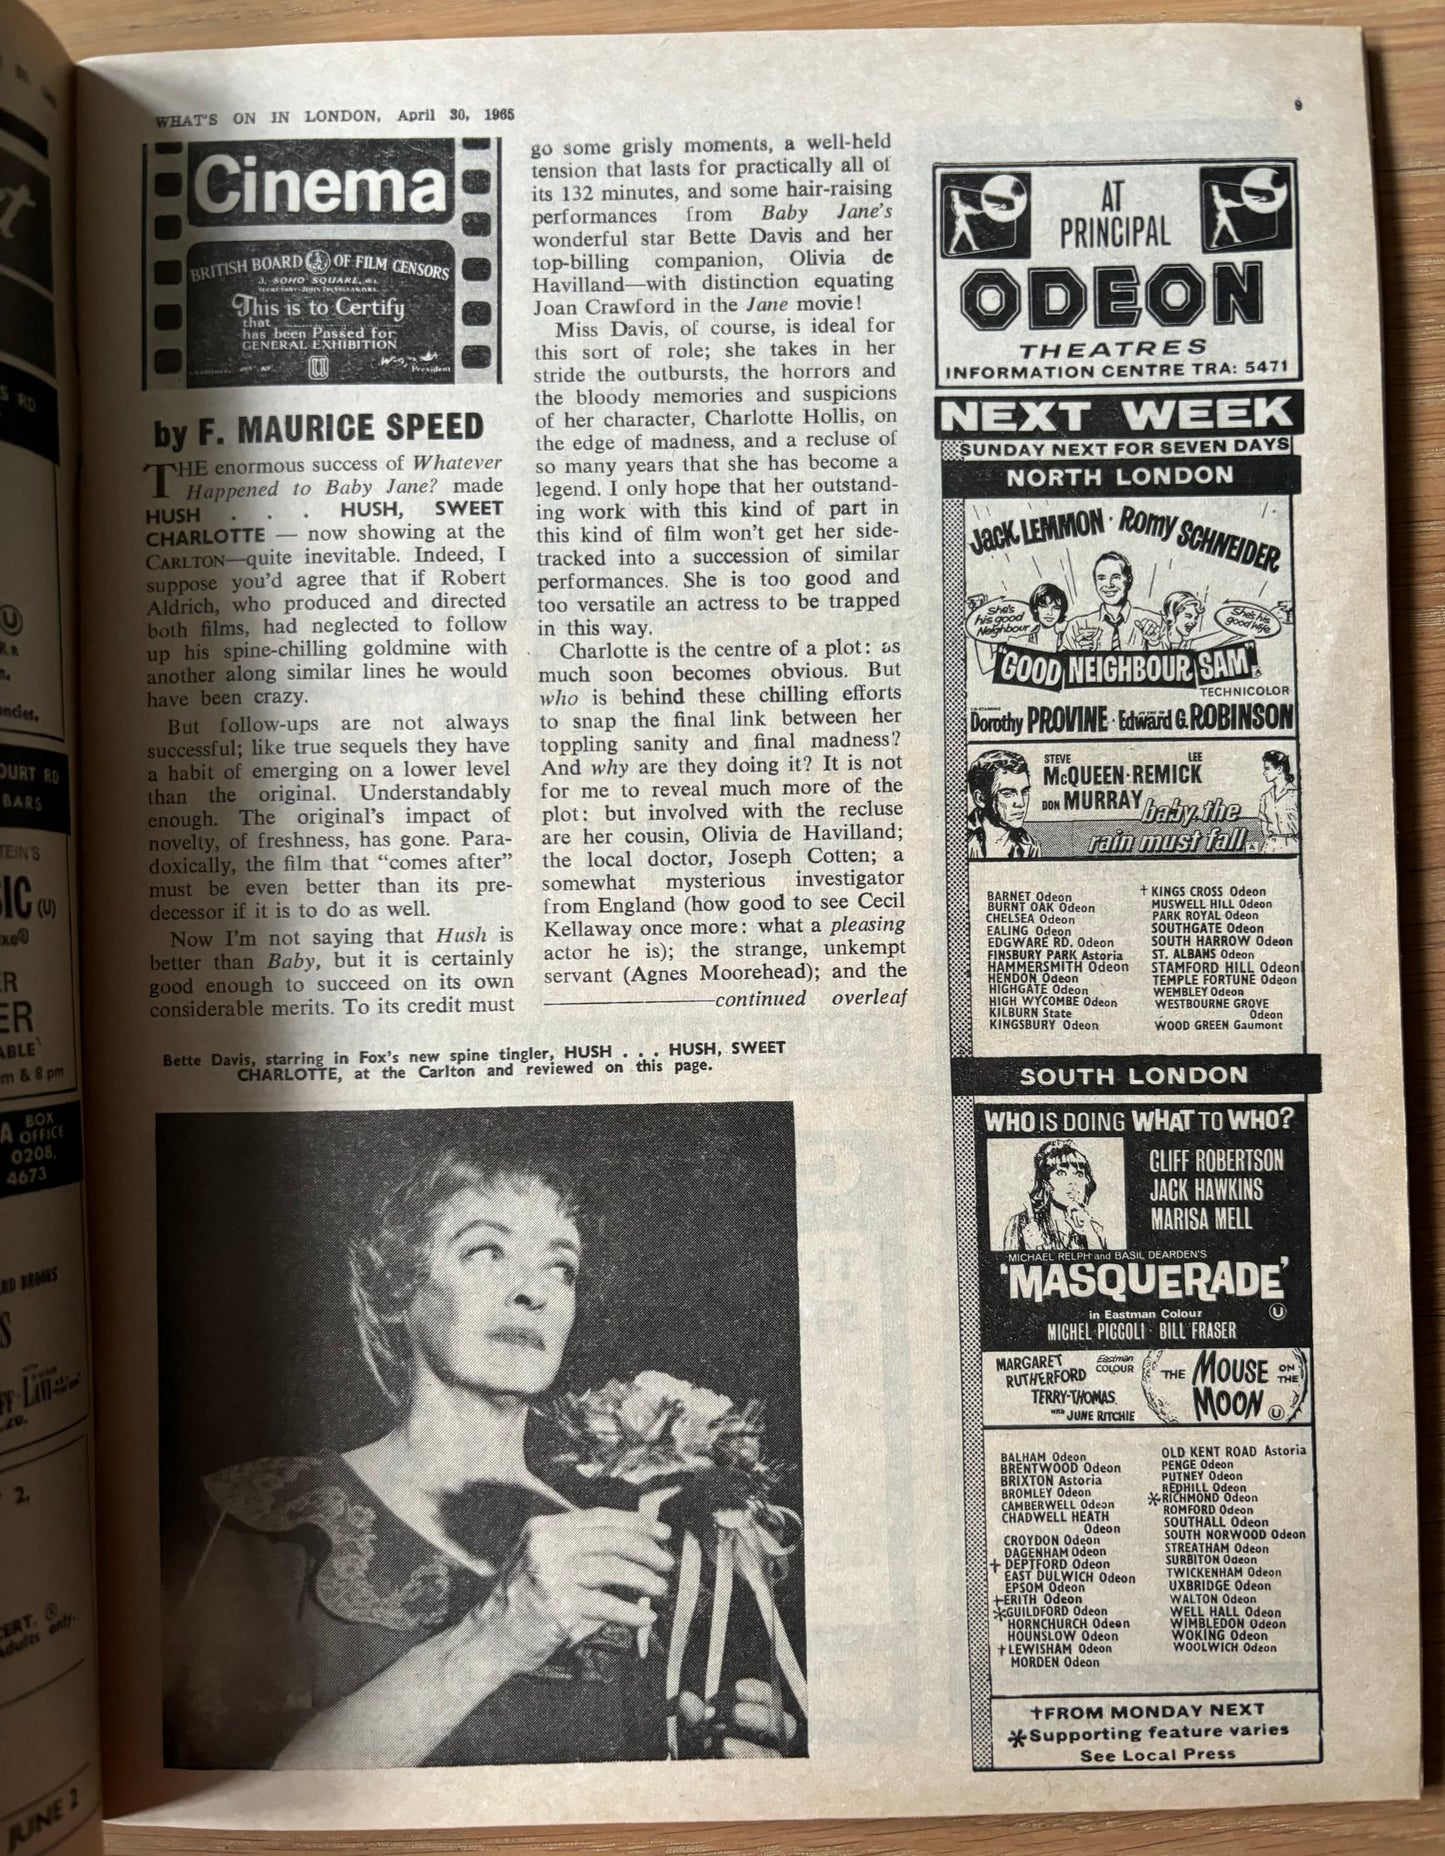 WHAT'S ON IN LONDON, April 30, 1965
9
Cinema
BRITISH BOARD OF FILM CENSORS
3, SOHO SQUARE, W.1.
This is to Certify
that
has been Passed for
GENERAL EXHIBITION
U
President
by F. MAURICE SPEED
THE enormous success of Whatever
Happened to Baby Jane? made
HUSH . . . HUSH, SWEET
CHARLOTTE — now showing at the
CARLTON—quite inevitable. Indeed, I
suppose you'd agree that if Robert
Aldrich, who produced and directed
both films, had neglected to follow
up his spine-chilling goldmine with
another along similar lines he would
have been crazy.
But follow-ups are not always
successful; like true sequels they have
a habit of emerging on a lower level
than the original. Understandably
enough. The original's impact of
novelty, of freshness, has gone. Para-
doxically, the film that "comes after"
must be even better than its pre-
decessor if it is to do as well.
Now I'm not saying that Hush is
better than Baby, but it is certainly
good enough to succeed on its own
considerable merits. To its credit must
go some grisly moments, a well-held
tension that lasts for practically all of
its 132 minutes, and some hair-raising
performances from Baby Jane's
wonderful star Bette Davis and her
top-billing companion, Olivia de
Havilland—with distinction equating
Joan Crawford in the Jane movie!
Miss Davis, of course, is ideal for
this sort of role; she takes in her
stride the outbursts, the horrors and
the bloody memories and suspicions
of her character, Charlotte Hollis, on
the edge of madness, and a recluse of
so many years that she has become a
legend. I only hope that her outstand-
ing work with this kind of part in
this kind of film won't get her side-
tracked into a succession of similar
performances. She is too good and
too versatile an actress to be trapped
in this way.
Charlotte is the centre of a plot: as
much soon becomes obvious. But
who is behind these chilling efforts
to snap the final link between her
toppling sanity and final madness?
And why are they doing it? It is not
for me to reveal much more of the
plot: but involved with the recluse
are her cousin, Olivia de Havilland;
the local doctor, Joseph Cotten; a
somewhat mysterious investigator
from England (how good to see Cecil
Kellaway once more: what a pleasing
actor he is); the strange, unkempt
servant (Agnes Moorehead); and the
continued overleaf
Bette Davis, starring in Fox's new spine tingler, HUSH . . . HUSH, SWEET
CHARLOTTE, at the Carlton and reviewed on this page.
AT
PRINCIPAL
ODEON
THEATRES
INFORMATION CENTRE TRA: 5471
NEXT WEEK
SUNDAY NEXT FOR SEVEN DAYS
NORTH LONDON
JACK LEMMON · ROMY SCHNEIDER
She's his good Neighbour
She's his good wife
"GOOD NEIGHBOUR SAM"
TECHNICOLOR
CO-STARRING
Dorothy PROVINE · Edward G. ROBINSON
STEVE LEE
McQUEEN · REMICK
DON MURRAY
baby the
rain must fall
BARNET Odeon
BURNT OAK Odeon
CHELSEA Odeon
EALING Odeon
EDGWARE RD. Odeon
FINSBURY PARK Astoria
HAMMERSMITH Odeon
HENDON Odeon
HIGHGATE Odeon
HIGH WYCOMBE Odeon
KILBURN State
KINGSBURY Odeon
† KINGS CROSS Odeon
MUSWELL HILL Odeon
PARK ROYAL Odeon
SOUTHGATE Odeon
SOUTH HARROW Odeon
ST. ALBANS Odeon
STAMFORD HILL Odeon
TEMPLE FORTUNE Odeon
WEMBLEY Odeon
WESTBOURNE GROVE
Odeon
WOOD GREEN Gaumont
SOUTH LONDON
WHO IS DOING WHAT TO WHO?
CLIFF ROBERTSON
JACK HAWKINS
MARISA MELL
MICHAEL RELPH and BASIL DEARDEN'S
'MASQUERADE'
in Eastman Colour
U
MICHEL PICCOLI · BILL FRASER
MARGARET
RUTHERFORD
Eastman
COLOUR
TERRY-THOMAS
with JUNE RITCHIE
THE MOUSE ON THE
MOON U
BALHAM Odeon
BRENTWOOD Odeon
BRIXTON Astoria
BROMLEY Odeon
CAMBERWELL Odeon
CHADWELL HEATH
Odeon
CROYDON Odeon
DAGENHAM Odeon
† DEPTFORD Odeon
EAST DULWICH Odeon
EPSOM Odeon
† ERITH Odeon
* GUILDFORD Odeon
HORNCHURCH Odeon
HOUNSLOW Odeon
† LEWISHAM Odeon
MORDEN Odeon
OLD KENT ROAD Astoria
PENGE Odeon
PUTNEY Odeon
REDHILL Odeon
* RICHMOND Odeon
ROMFORD Odeon
SOUTHALL Odeon
SOUTH NORWOOD Odeon
STREATHAM Odeon
SURBITON Odeon
TWICKENHAM Odeon
UXBRIDGE Odeon
WALTON Odeon
WELL HALL Odeon
WIMBLEDON Odeon
WOKING Odeon
WOOLWICH Odeon
†FROM MONDAY NEXT
*Supporting feature varies
See Local Press
COURT RD
BARS
(U)
m & 8 pm
BOX
OFFICE
0208,
4673
RD BROOKS
2,
CERT.
Adults only.
JUNE 2